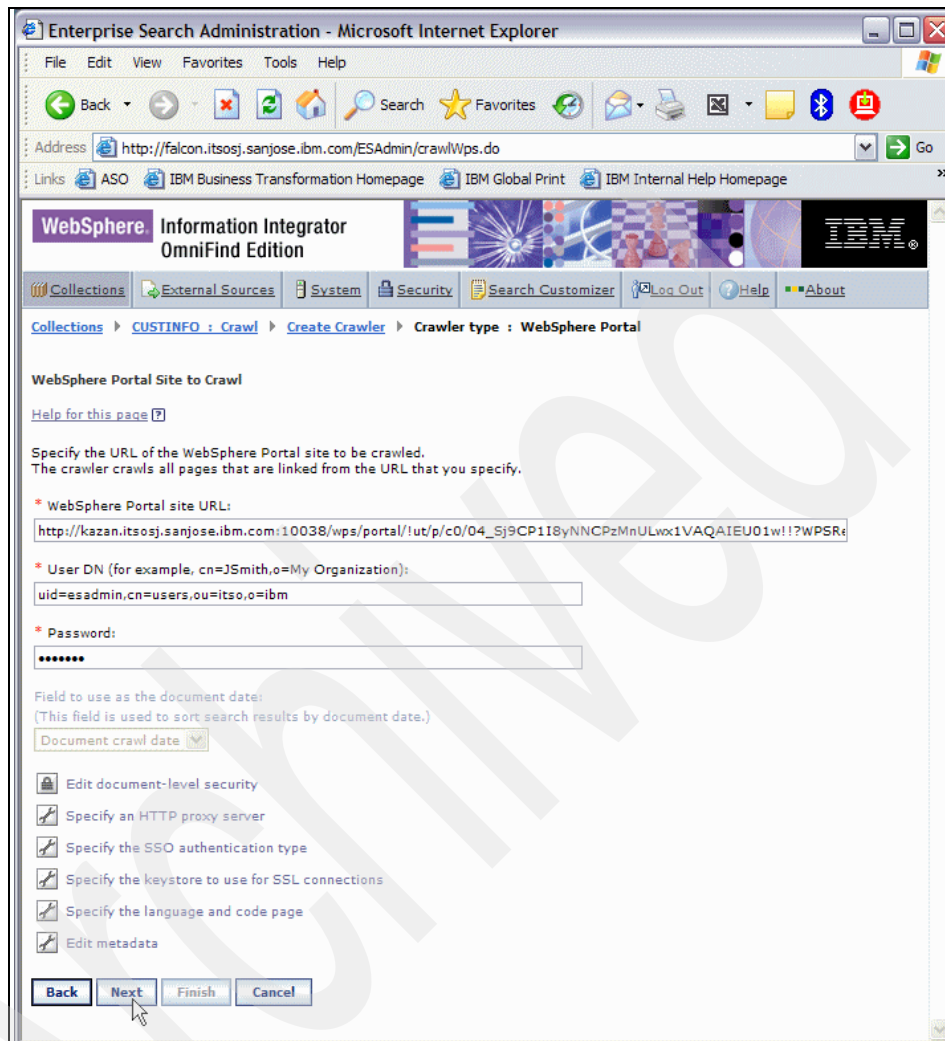 Enterprise Search Administration - Microsoft Internet Explorer
File Edit View Favorites Tools Help
Back Search Favorites
Address http://falcon.itsosj.sanjose.ibm.com/ESAdmin/crawlWps.do Go
Links ASO IBM Business Transformation Homepage IBM Global Print IBM Internal Help Homepage »
WebSphere. Information Integrator
OmniFind Edition
IBM®
Collections External Sources System Security Search Customizer Log Out Help About
Collections CUSTINFO : Crawl Create Crawler Crawler type : WebSphere Portal
WebSphere Portal Site to Crawl
Help for this page ?
Specify the URL of the WebSphere Portal site to be crawled.
The crawler crawls all pages that are linked from the URL that you specify.
* WebSphere Portal site URL:
http://kazan.itsosj.sanjose.ibm.com:10038/wps/portal/!ut/p/c0/04_Sj9CP1I8yNNCPzMnULwx1VAQAIEU01w!!?WPSRe
* User DN (for example, cn=JSmith,o=My Organization):
uid=esadmin,cn=users,ou=itso,o=ibm
* Password:
•••••••
Field to use as the document date:
(This field is used to sort search results by document date.)
Document crawl date
Edit document-level security
Specify an HTTP proxy server
Specify the SSO authentication type
Specify the keystore to use for SSL connections
Specify the language and code page
Edit metadata
Back Next Finish Cancel
Archived